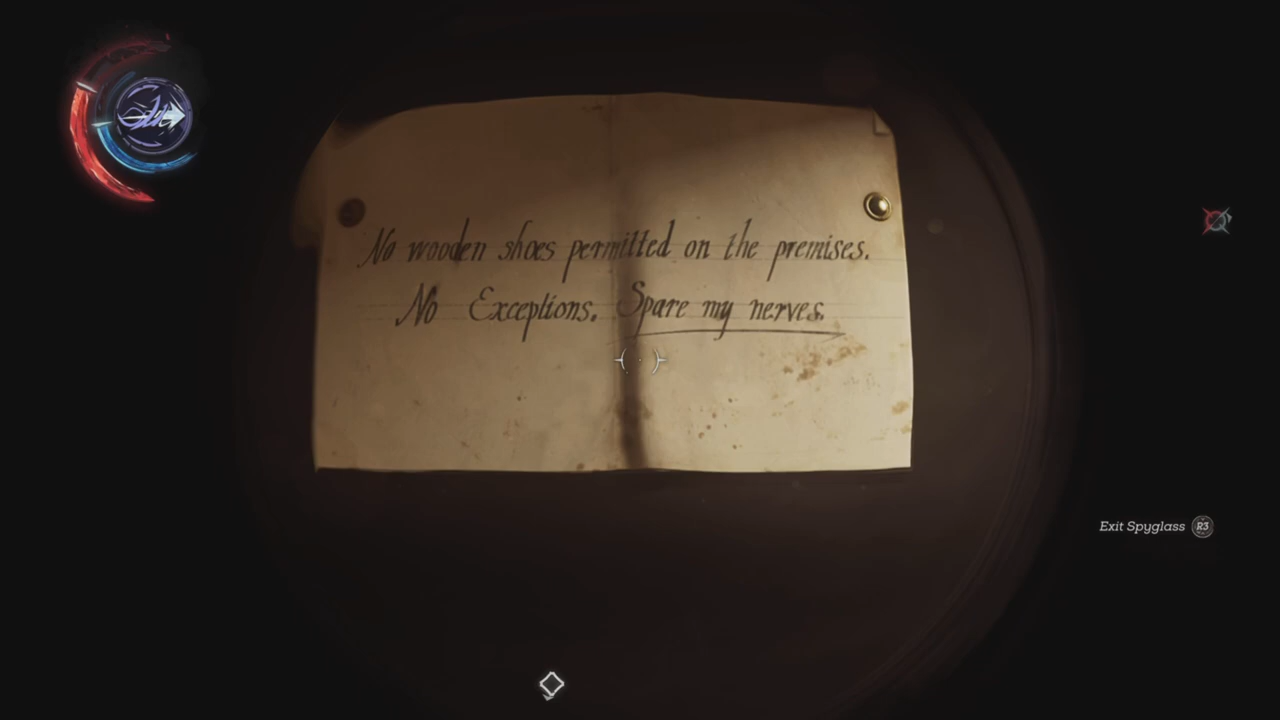 No wooden shoes permitted on the premises.
No Exceptions. Spare my nerves.
Exit Spyglass R3